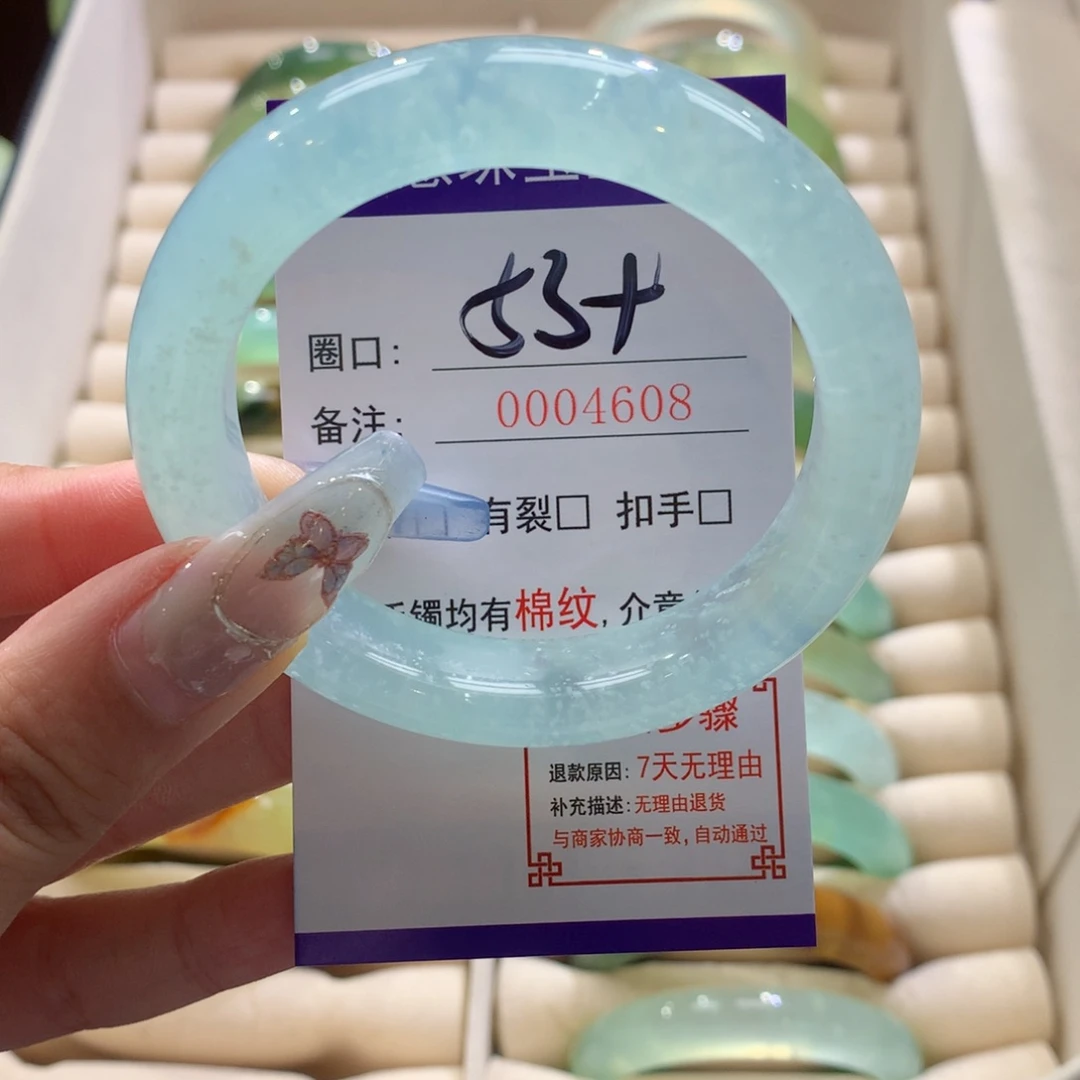 圈口: 53+
备注: 0004608
有裂□ 扣手□
镯均有棉纹, 介意
骤
退款原因: 7天无理由
补充描述: 无理由退货
与商家协商一致, 自动通过